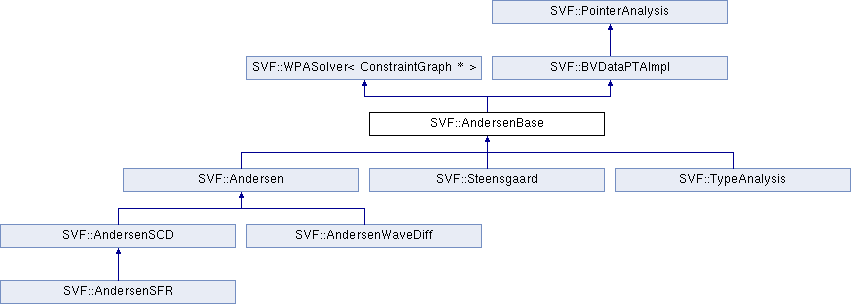 SVF::PointerAnalysis
SVF::WPASolver< ConstraintGraph * >
SVF::BVDataPTAImpl
SVF::AndersenBase
SVF::Andersen
SVF::Steensgaard
SVF::TypeAnalysis
SVF::AndersenSCD
SVF::AndersenWaveDiff
SVF::AndersenSFR